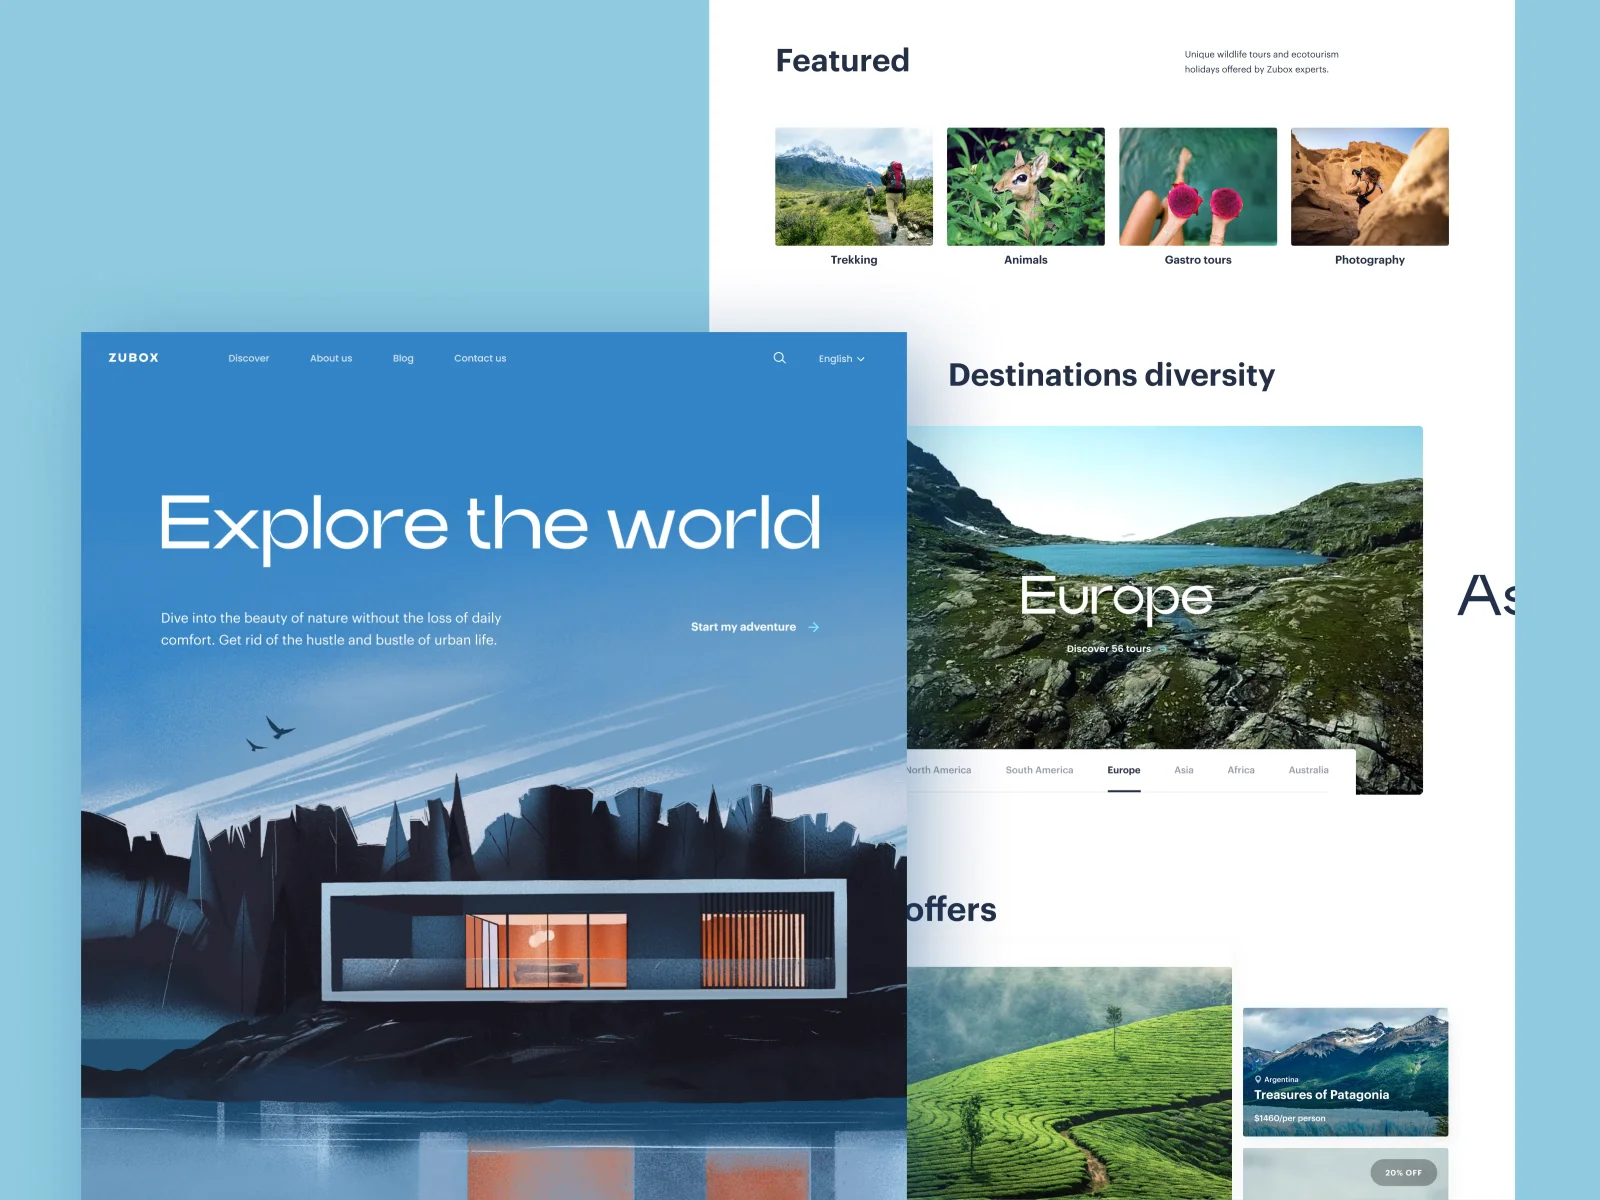 Featured
Unique wildlife tours and ecotourism
holidays offered by Zubox experts.
Trekking
Animals
Gastro tours
Photography
ZUBOX
Discover
About us
Blog
Contact us
English
Explore the world
Dive into the beauty of nature without the loss of daily
comfort. Get rid of the hustle and bustle of urban life.
Start my adventure
Destinations diversity
Europe
Discover 56 tours
As
North America
South America
Europe
Asia
Africa
Australia
offers
Argentina
Treasures of Patagonia
$1460/per person
20% OFF